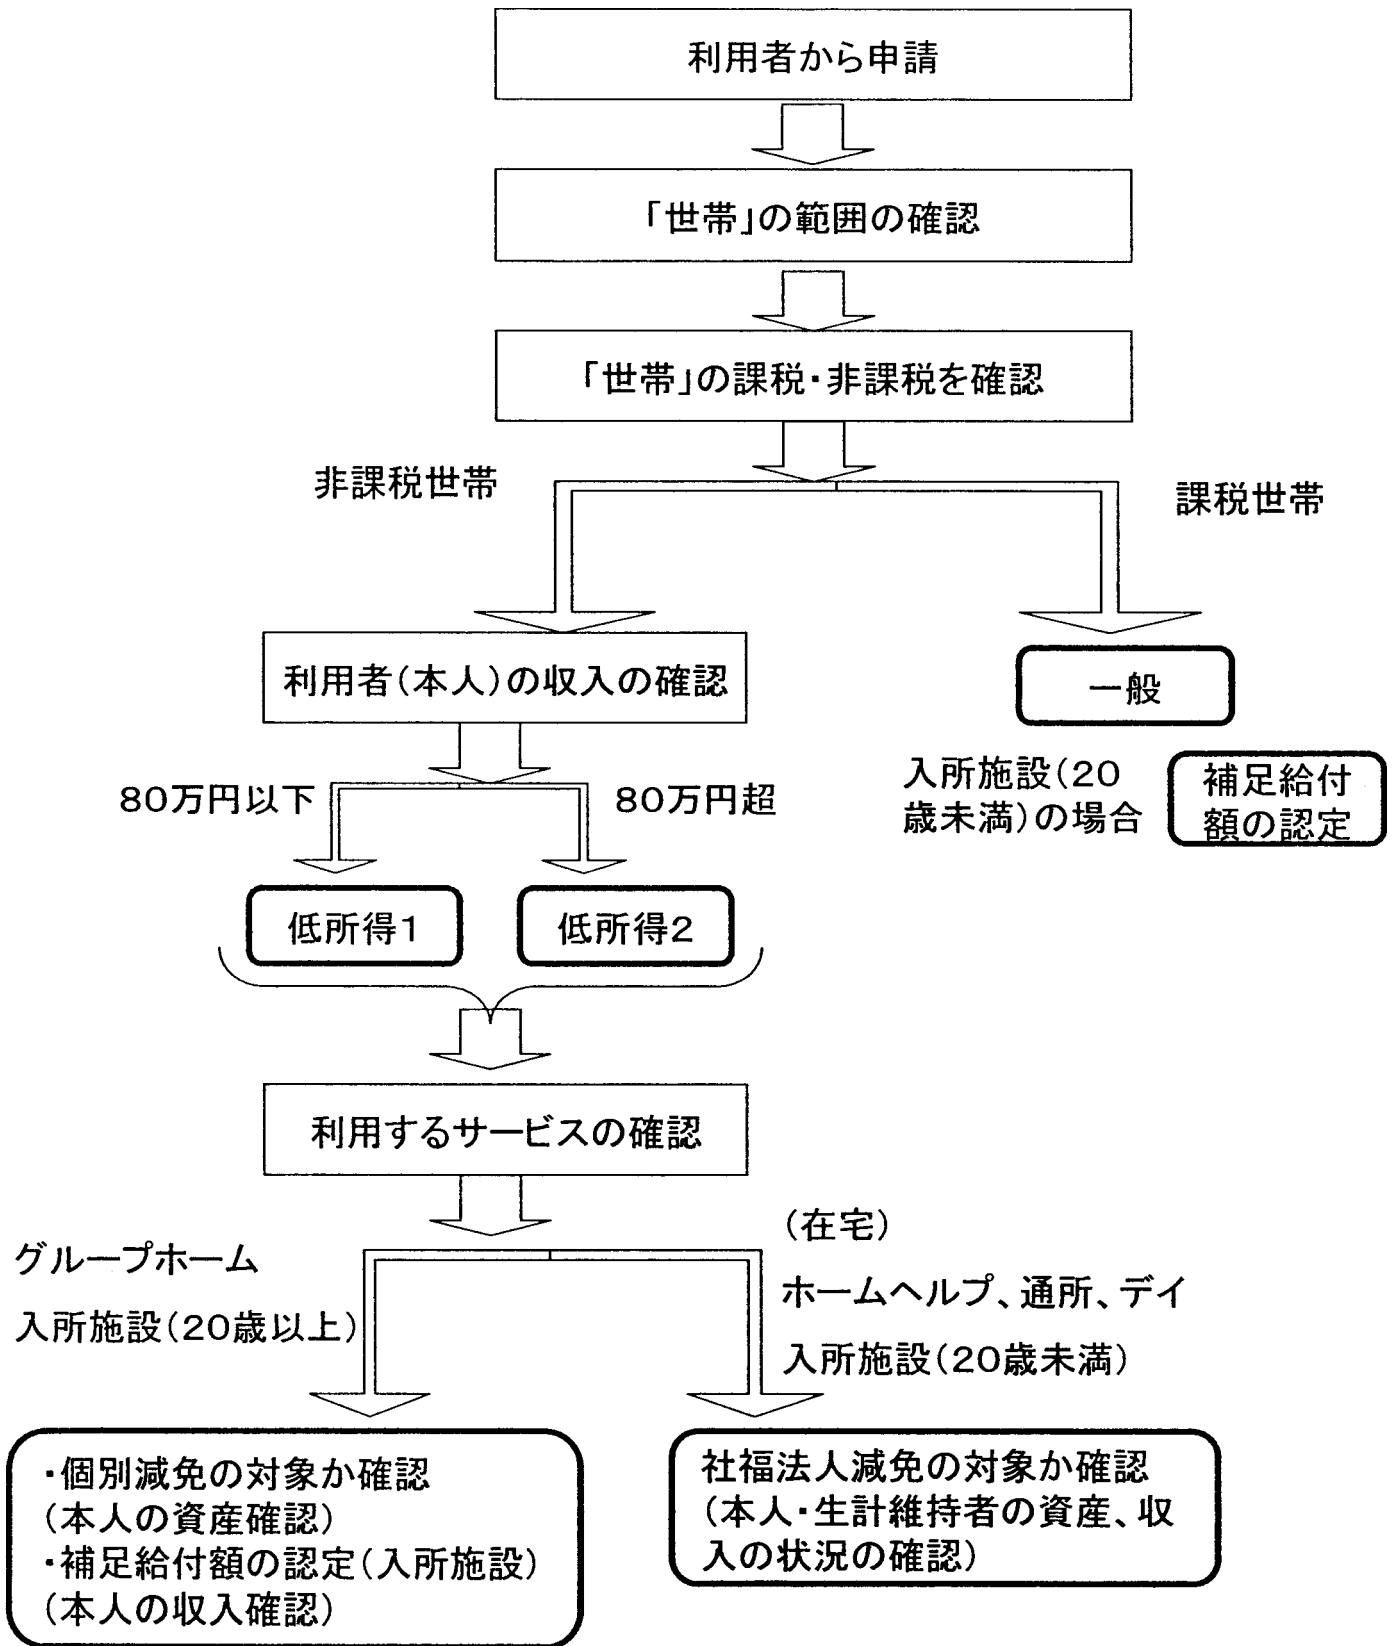 利用者から申請
「世帯」の範囲の確認
「世帯」の課税・非課税を確認
非課税世帯
課税世帯
利用者(本人)の収入の確認
一般
入所施設(20
歳未満)の場合
補足給付
額の認定
80万円以下
80万円超
低所得1
低所得2
利用するサービスの確認
グループホーム
入所施設(20歳以上)
(在宅)
ホームヘルプ、通所、デイ
入所施設(20歳未満)
・個別減免の対象か確認
(本人の資産確認)
・補足給付額の認定(入所施設)
(本人の収入確認)
社福法人減免の対象か確認
(本人・生計維持者の資産、収
入の状況の確認)